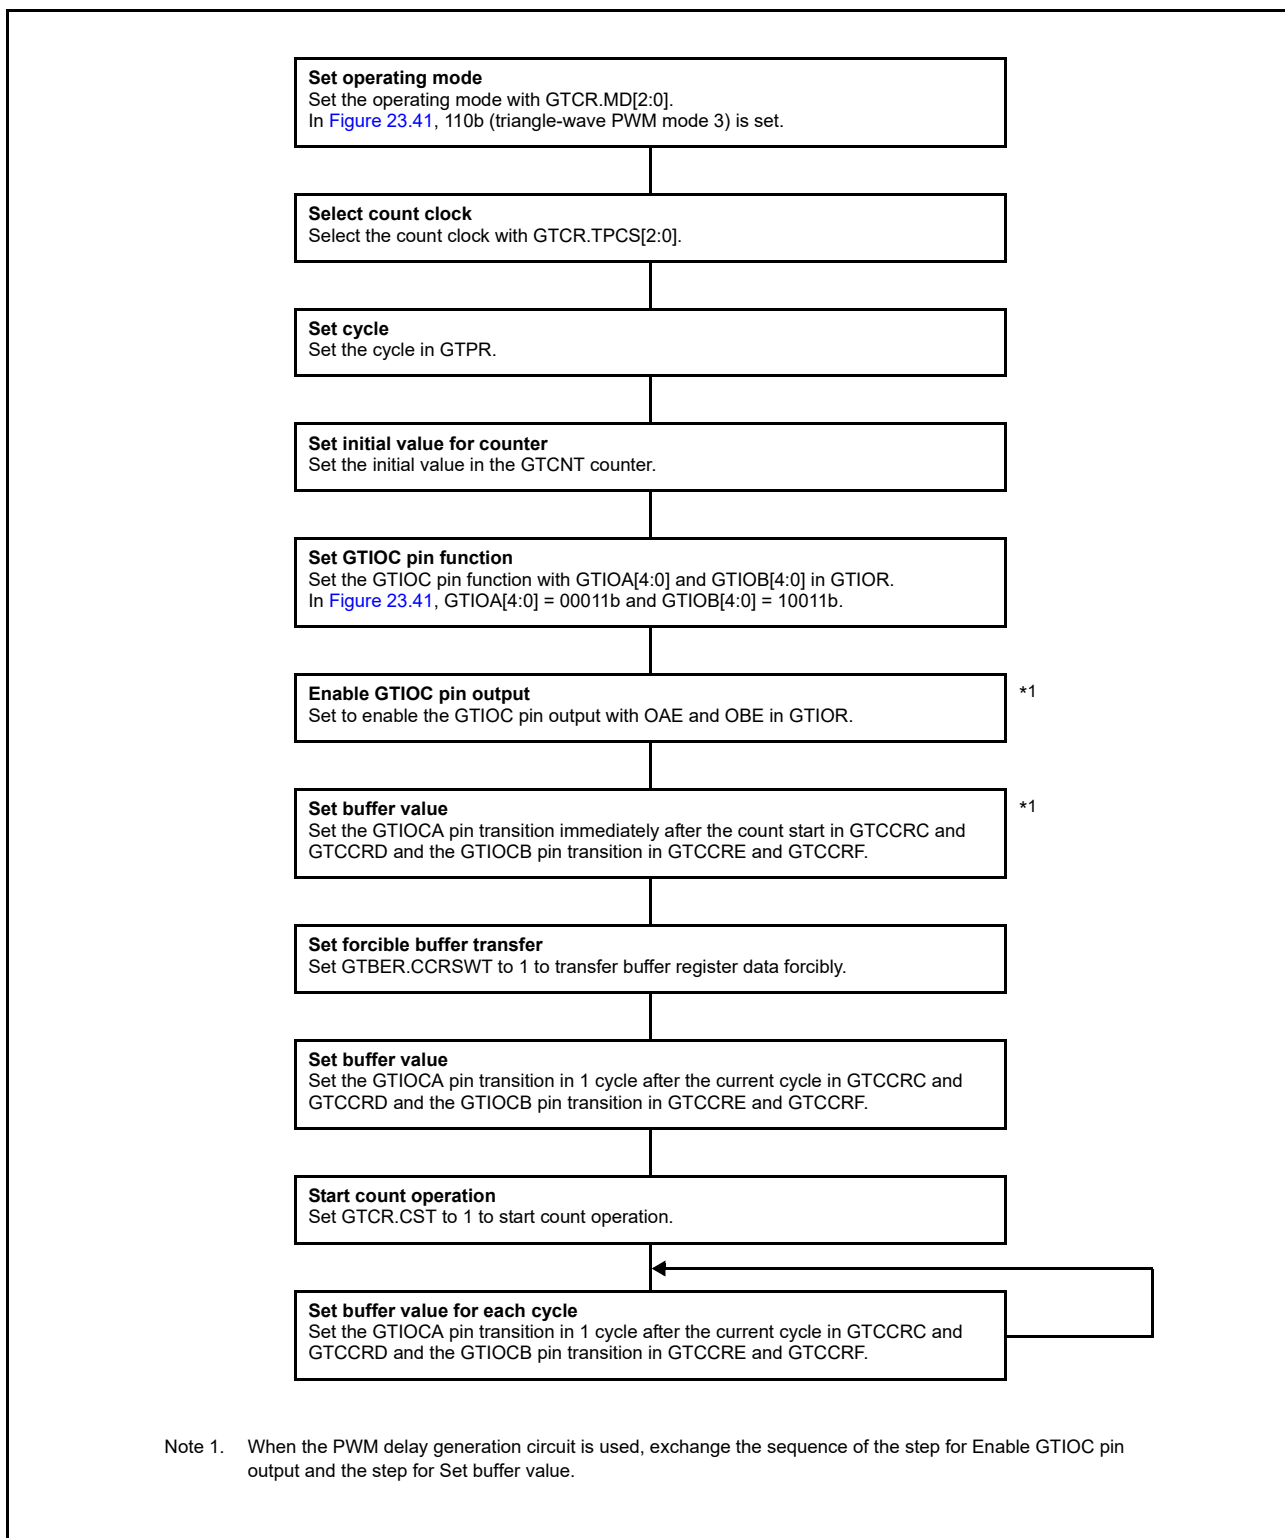 Set operating mode
Set the operating mode with GTCR.MD[2:0].
In Figure 23.41, 110b (triangle-wave PWM mode 3) is set.
Select count clock
Select the count clock with GTCR.TPCS[2:0].
Set cycle
Set the cycle in GTPR.
Set initial value for counter
Set the initial value in the GTCNT counter.
Set GTIOC pin function
Set the GTIOC pin function with GTIOA[4:0] and GTIOB[4:0] in GTIOR.
In Figure 23.41, GTIOA[4:0] = 00011b and GTIOB[4:0] = 10011b.
Enable GTIOC pin output *1
Set to enable the GTIOC pin output with OAE and OBE in GTIOR.
Set buffer value *1
Set the GTIOCA pin transition immediately after the count start in GTCCRC and
GTCCRD and the GTIOCB pin transition in GTCCRE and GTCCRF.
Set forcible buffer transfer
Set GTBER.CCRSWT to 1 to transfer buffer register data forcibly.
Set buffer value
Set the GTIOCA pin transition in 1 cycle after the current cycle in GTCCRC and
GTCCRD and the GTIOCB pin transition in GTCCRE and GTCCRF.
Start count operation
Set GTCR.CST to 1 to start count operation.
Set buffer value for each cycle
Set the GTIOCA pin transition in 1 cycle after the current cycle in GTCCRC and
GTCCRD and the GTIOCB pin transition in GTCCRE and GTCCRF.
Note 1. When the PWM delay generation circuit is used, exchange the sequence of the step for Enable GTIOC pin
output and the step for Set buffer value.